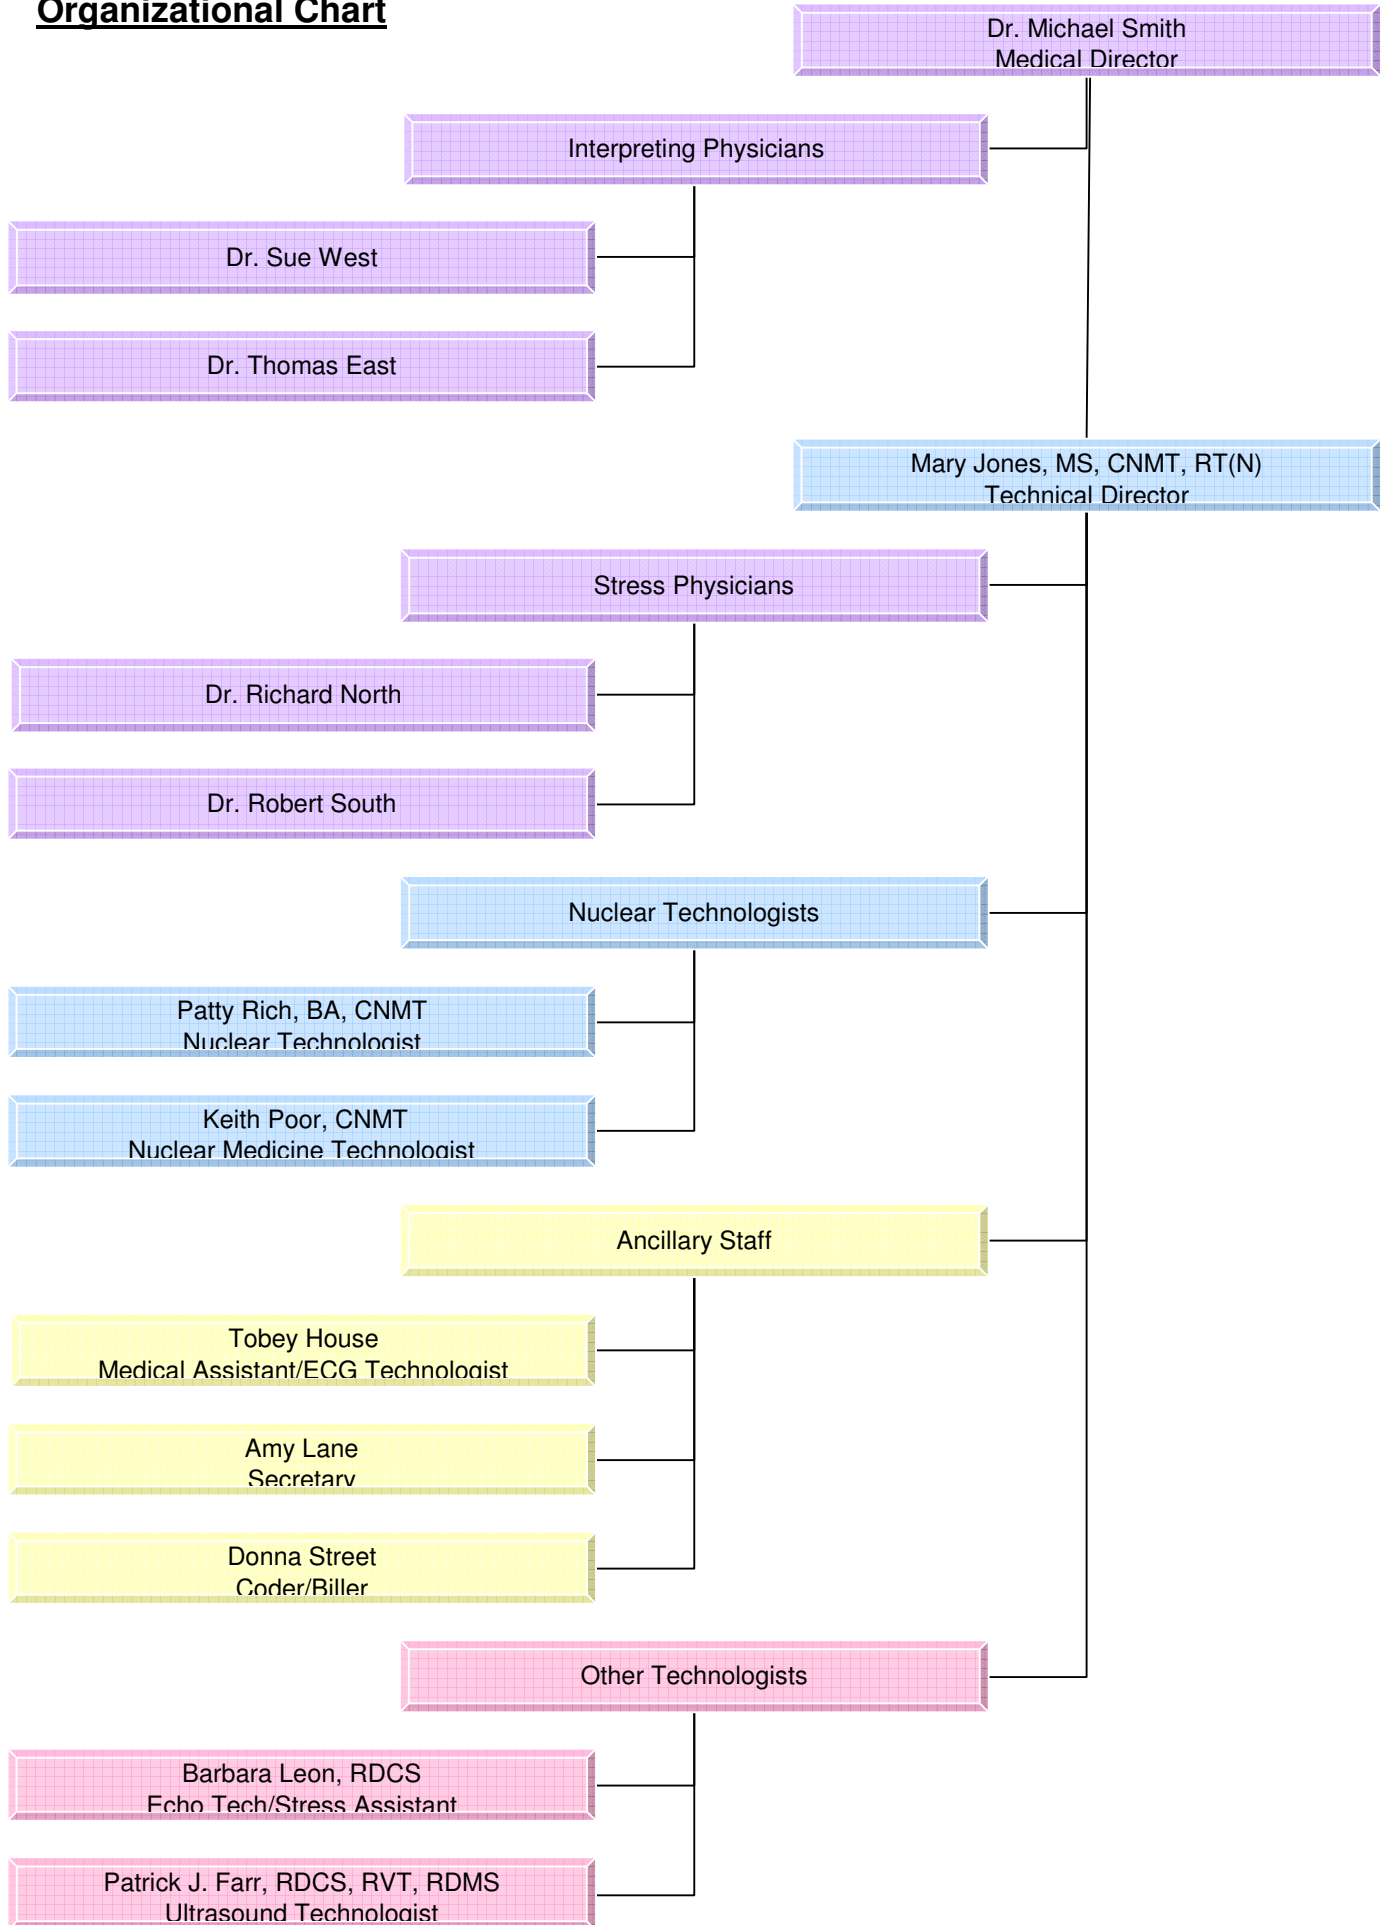 Organizational Chart
Dr. Michael Smith
Medical Director
Interpreting Physicians
Dr. Sue West
Dr. Thomas East
Mary Jones, MS, CNMT, RT(N)
Technical Director
Stress Physicians
Dr. Richard North
Dr. Robert South
Nuclear Technologists
Patty Rich, BA, CNMT
Nuclear Technologist
Keith Poor, CNMT
Nuclear Medicine Technologist
Ancillary Staff
Tobey House
Medical Assistant/ECG Technologist
Amy Lane
Secretary
Donna Street
Coder/Biller
Other Technologists
Barbara Leon, RDCS
Echo Tech/Stress Assistant
Patrick J. Farr, RDCS, RVT, RDMS
Ultrasound Technologist